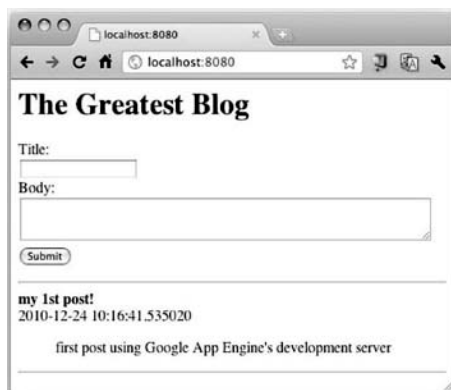 localhost:8080
localhost:8080
The Greatest Blog
Title:
Body:
Submit
my 1st post!
2010-12-24 10:16:41.535020
first post using Google App Engine's development server